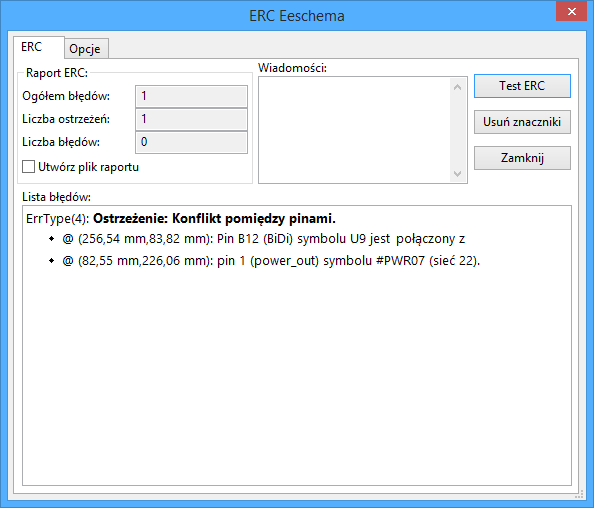 ERC Eeschema
ERC
Opcje
Raport ERC:
Ogółem błędów: 1
Liczba ostrzeżeń: 1
Liczba błędów: 0
Utwórz plik raportu
Wiadomości:
Test ERC
Usuń znaczniki
Zamknij
Lista błędów:
ErrType(4): Ostrzeżenie: Konflikt pomiędzy pinami.
• @ (256,54 mm,83,82 mm): Pin B12 (BiDi) symbolu U9 jest połączony z
• @ (82,55 mm,226,06 mm): pin 1 (power_out) symbolu #PWR07 (sieć 22).